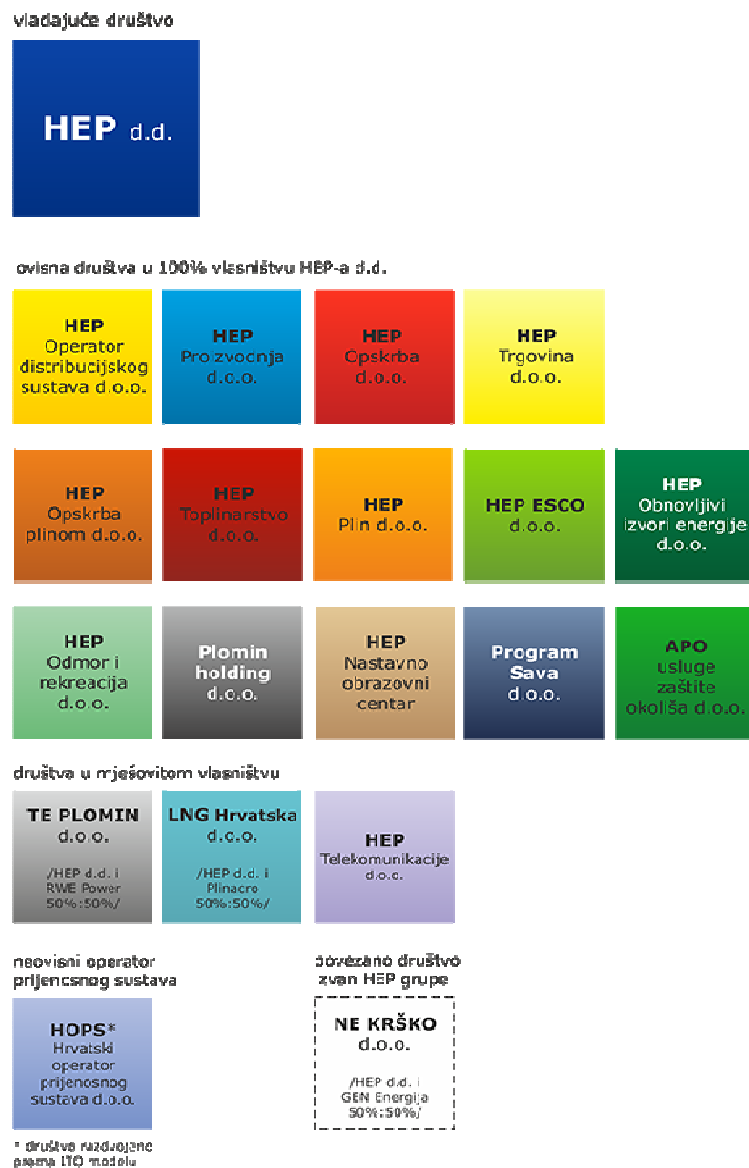 vladajuće društvo
HEP d.d.
ovisna društva u 100% vlasništvu HEP-a d.d.
HEP
Operator
distribucijskog
sustava d.o.o.
HEP
Proizvodnja
d.o.o.
HEP
Opskrba
d.o.o.
HEP
Trgovina
d.o.o.
HEP
Opskrba
plinom d.o.o.
HEP
Toplinarstvo
d.o.o.
HEP
Plin d.o.o.
HEP ESCO
d.o.o.
HEP
Obnovljivi
izvori energije
d.o.o.
HEP
Odmor i
rekreacija
d.o.o.
Plomin
holding
d.o.o.
HEP
Nastavno
obrazovni
centar
Program
Sava
d.o.o.
APO
usluge
zaštite
okoliša d.o.o.
društva u mješovitom vlasništvu
TE PLOMIN
d.o.o.
/HEP d.d. i
RWE Power
50%:50%/
LNG Hrvatska
d.o.o.
/HEP d.d. i
Plinacro
50%:50%/
HEP
Telekomunikacije
d.o.o.
neovisni operator
prijenosnog sustava
HOPS*
Hrvatski
operator
prijenosnog
sustava d.o.o.
* društvo razdvojeno
prema ITO modelu
povezano društvo
izvan HEP grupe
NE KRŠKO
d.o.o.
/HEP d.d. i
GEN Energija
50%:50%/